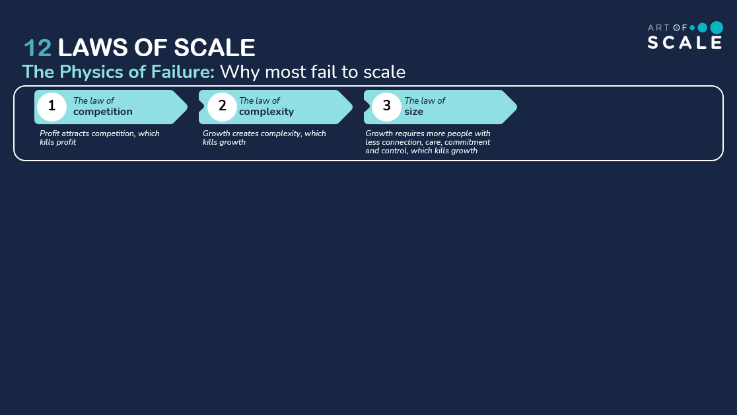 12 LAWS OF SCALE
ART OF
SCALE
The Physics of Failure: Why most fail to scale
1
The law of
competition
Profit attracts competition, which
kills profit
2
The law of
complexity
Growth creates complexity, which
kills growth
3
The law of
size
Growth requires more people with
less connection, care, commitment
and control, which kills growth